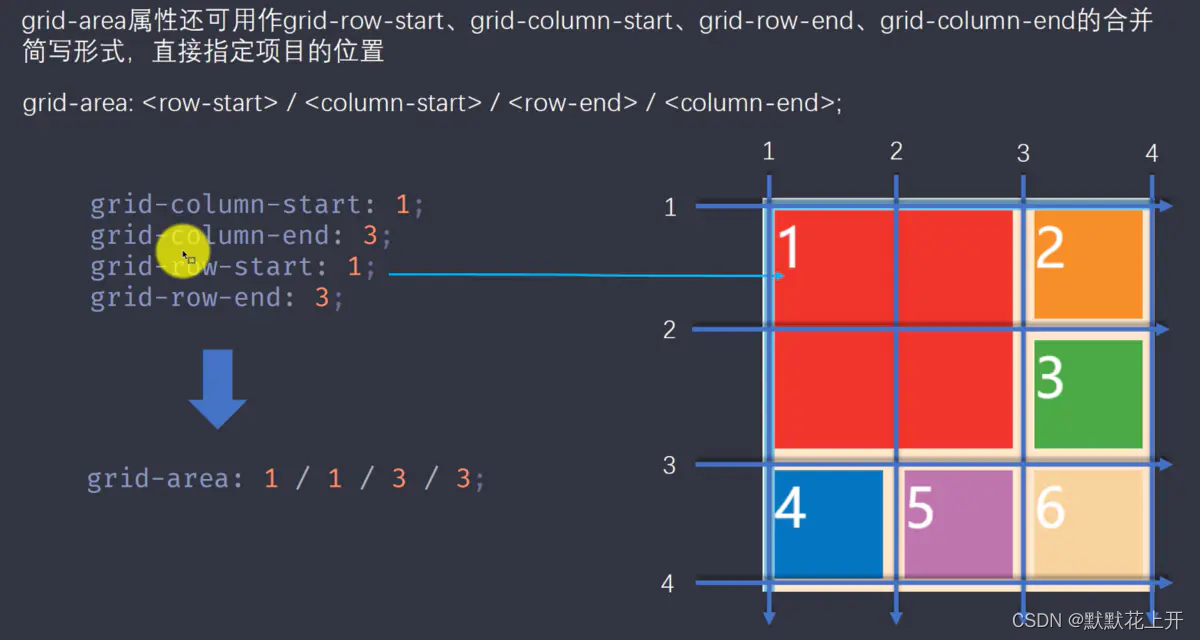 grid-area属性还可用作grid-row-start、grid-column-start、grid-row-end、grid-column-end的合并
简写形式，直接指定项目的位置
grid-area: <row-start> / <column-start> / <row-end> / <column-end>;
grid-column-start: 1;
grid-column-end: 3;
grid-row-start: 1;
grid-row-end: 3;
grid-area: 1 / 1 / 3 / 3;
1 2 3 4
1
1 2
2
3
3
4 5 6
4
CSDN @默默花上开